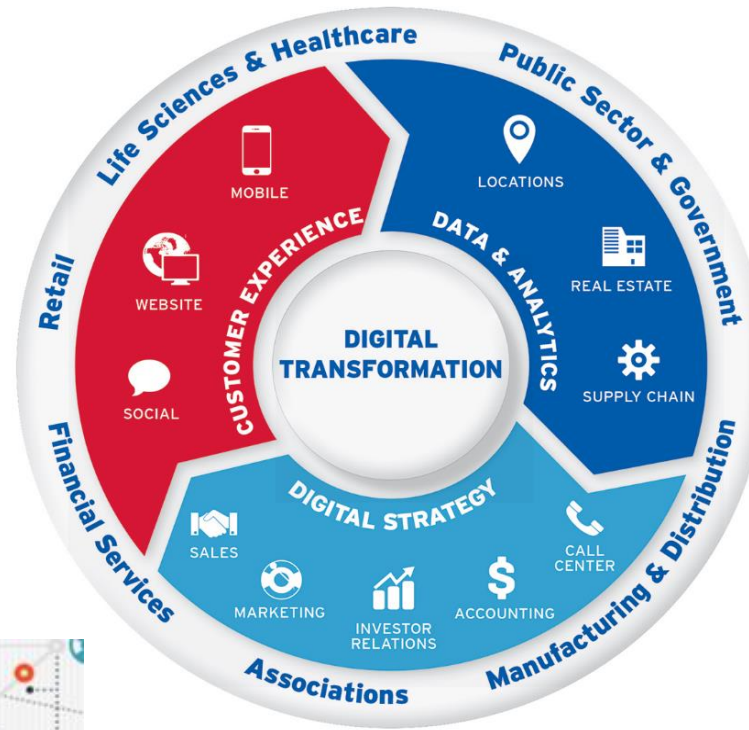 Life Sciences & Healthcare
Public Sector & Government
Retail
Financial Services
Associations
Manufacturing & Distribution
CUSTOMER EXPERIENCE
MOBILE
WEBSITE
SOCIAL
DATA & ANALYTICS
LOCATIONS
REAL ESTATE
SUPPLY CHAIN
DIGITAL
TRANSFORMATION
DIGITAL STRATEGY
SALES
MARKETING
INVESTOR
RELATIONS
$
ACCOUNTING
CALL
CENTER